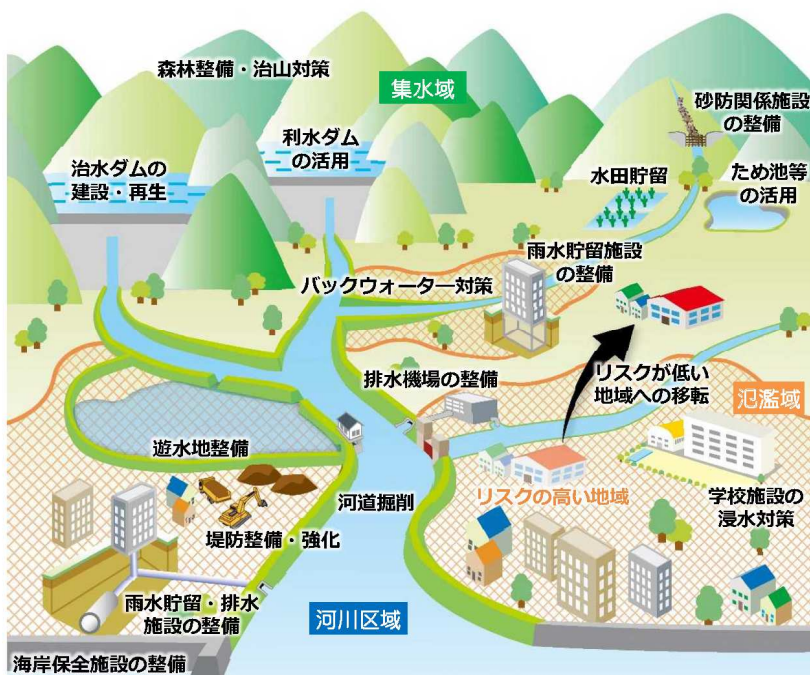 森林整備・治山対策
集水域
砂防関係施設
の整備
利水ダム
の活用
治水ダムの
建設・再生
水田貯留
ため池等
の活用
雨水貯留施設
の整備
バックウォーター対策
排水機場の整備
リスクが低い
地域への移転
氾濫域
遊水地整備
河道掘削
リスクの高い地域
学校施設の
浸水対策
堤防整備・強化
雨水貯留・排水
施設の整備
河川区域
海岸保全施設の整備